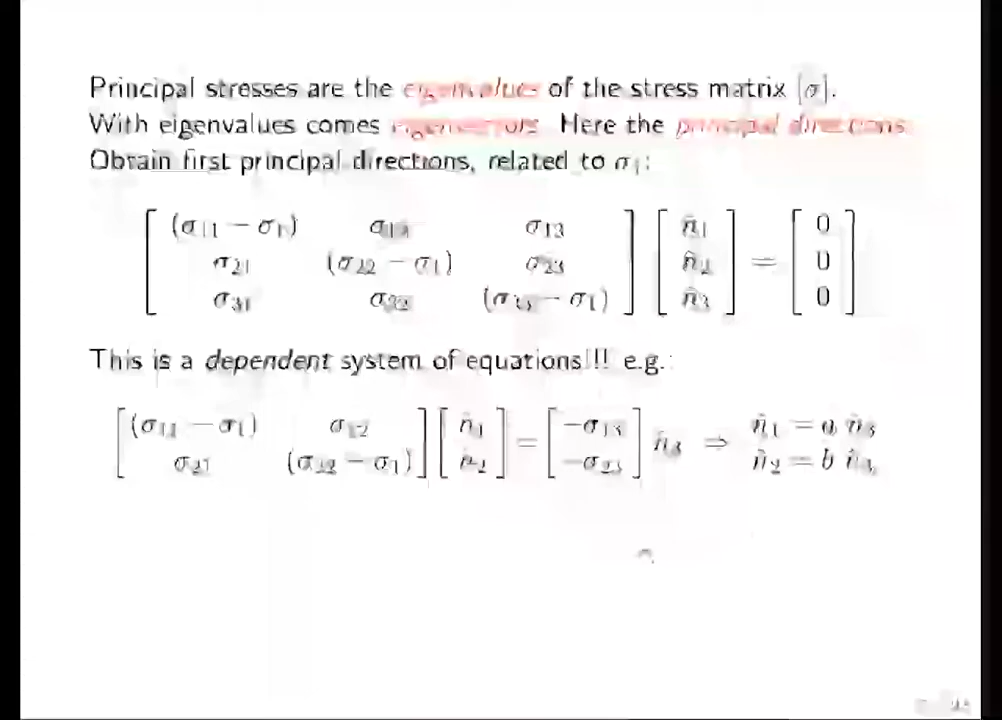 Principal stresses are the eigenvalues of the stress matrix [σ].
With eigenvalues comes eigenvectors. Here the principal directions.
Obtain first principal directions, related to σ₁:
[ (σ₁₁ − σ₁) σ₁₂ σ₁₃ ] [ n̂₁ ] [ 0 ]
[ σ₂₁ (σ₂₂ − σ₁) σ₂₃ ] [ n̂₂ ] = [ 0 ]
[ σ₃₁ σ₃₂ (σ₃₃ − σ₁) ] [ n̂₃ ] [ 0 ]
This is a dependent system of equations!!! e.g.:
[ (σ₁₁ − σ₁) σ₁₂ ] [ n̂₁ ] = [ −σ₁₃ ] n̂₃ ⇒ n̂₁ = a n̂₃
[ σ₂₁ (σ₂₂ − σ₁) ] [ n̂₂ ] [ −σ₂₃ ] n̂₂ = b n̂₃